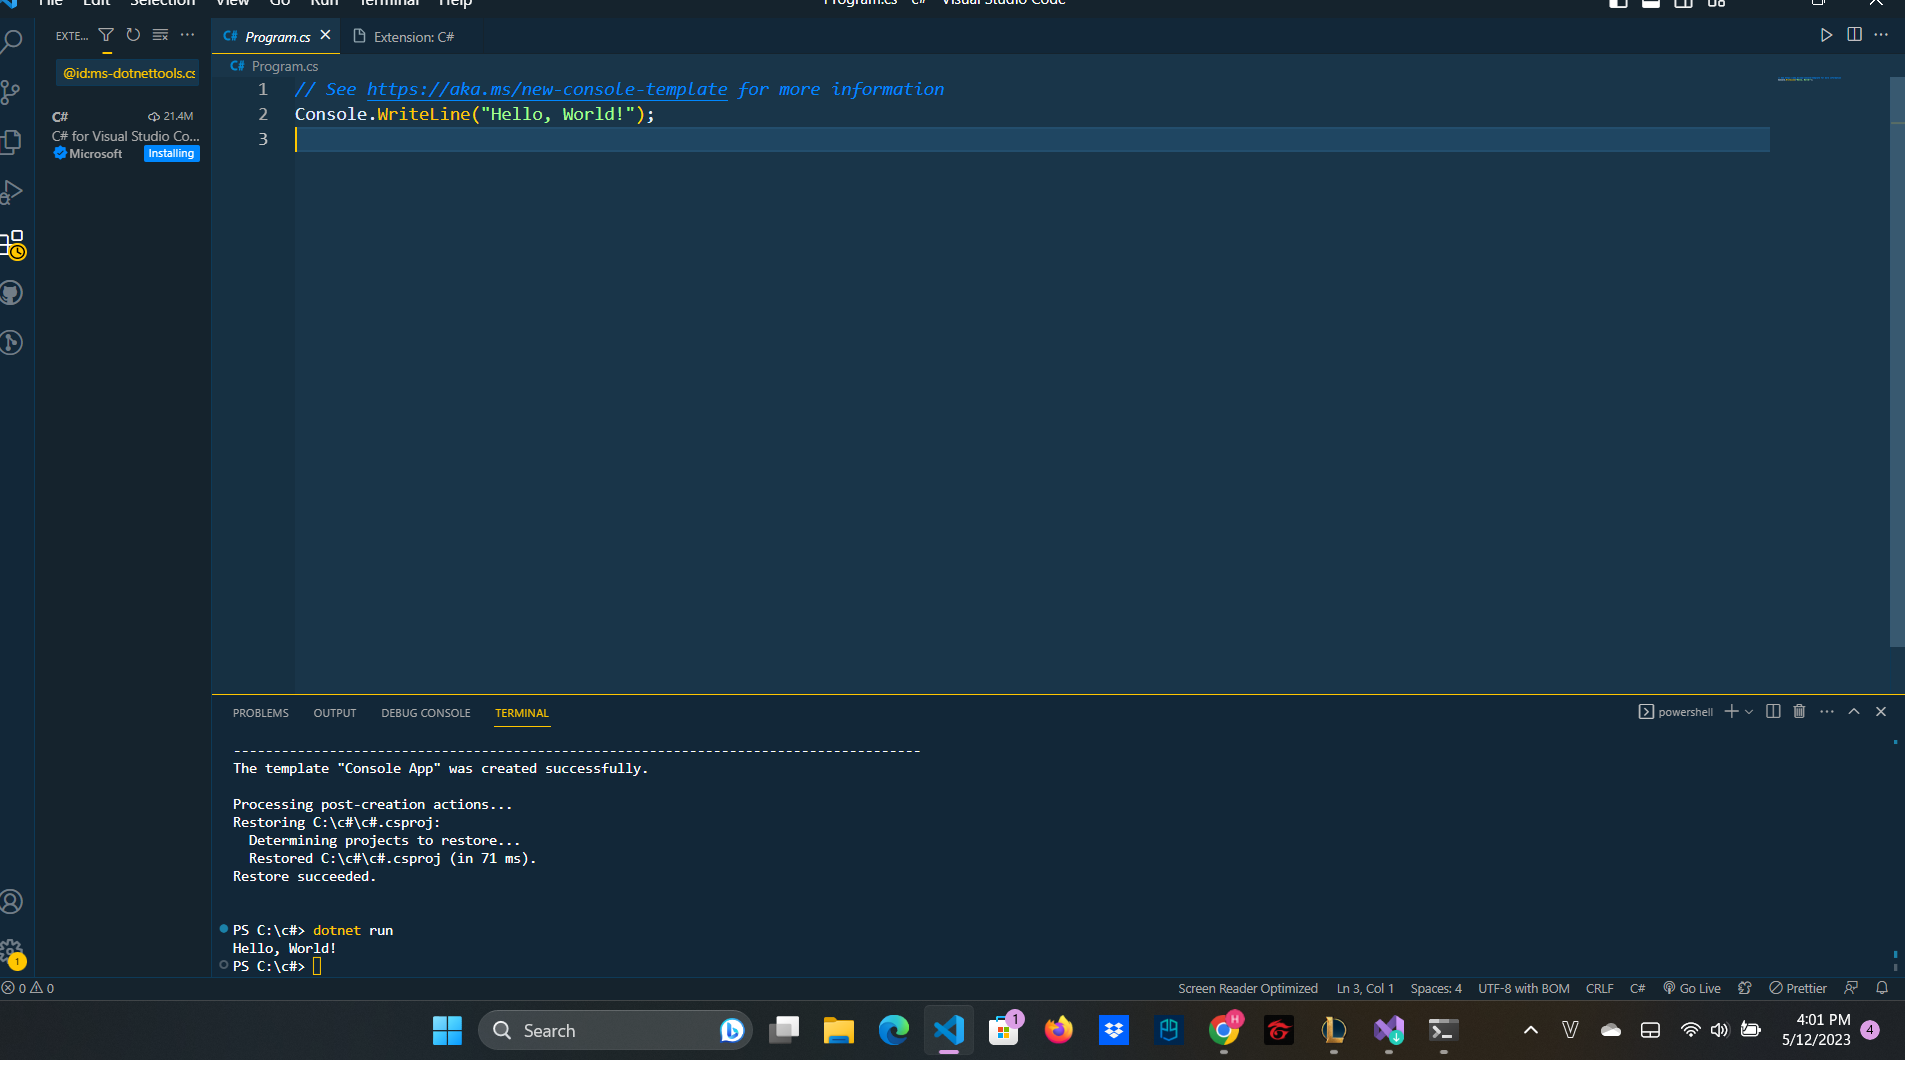 File Edit Selection View Go Run Terminal Help
Program.cs - c# - Visual Studio Code
EXTE...
@id:ms-dotnettools.cs
C# 21.4M
C# for Visual Studio Co...
Microsoft Installing
C# Program.cs
Extension: C#
C# Program.cs
1 // See https://aka.ms/new-console-template for more information
2 Console.WriteLine("Hello, World!");
3
PROBLEMS OUTPUT DEBUG CONSOLE TERMINAL
powershell
--------------------------------------------------------------------------------------
The template "Console App" was created successfully.
Processing post-creation actions...
Restoring C:\c#\c#.csproj:
Determining projects to restore...
Restored C:\c#\c#.csproj (in 71 ms).
Restore succeeded.
PS C:\c#> dotnet run
Hello, World!
PS C:\c#>
1
0 0
Screen Reader Optimized Ln 3, Col 1 Spaces: 4 UTF-8 with BOM CRLF C# Go Live Prettier
Search
1
H
4:01 PM
5/12/2023
4